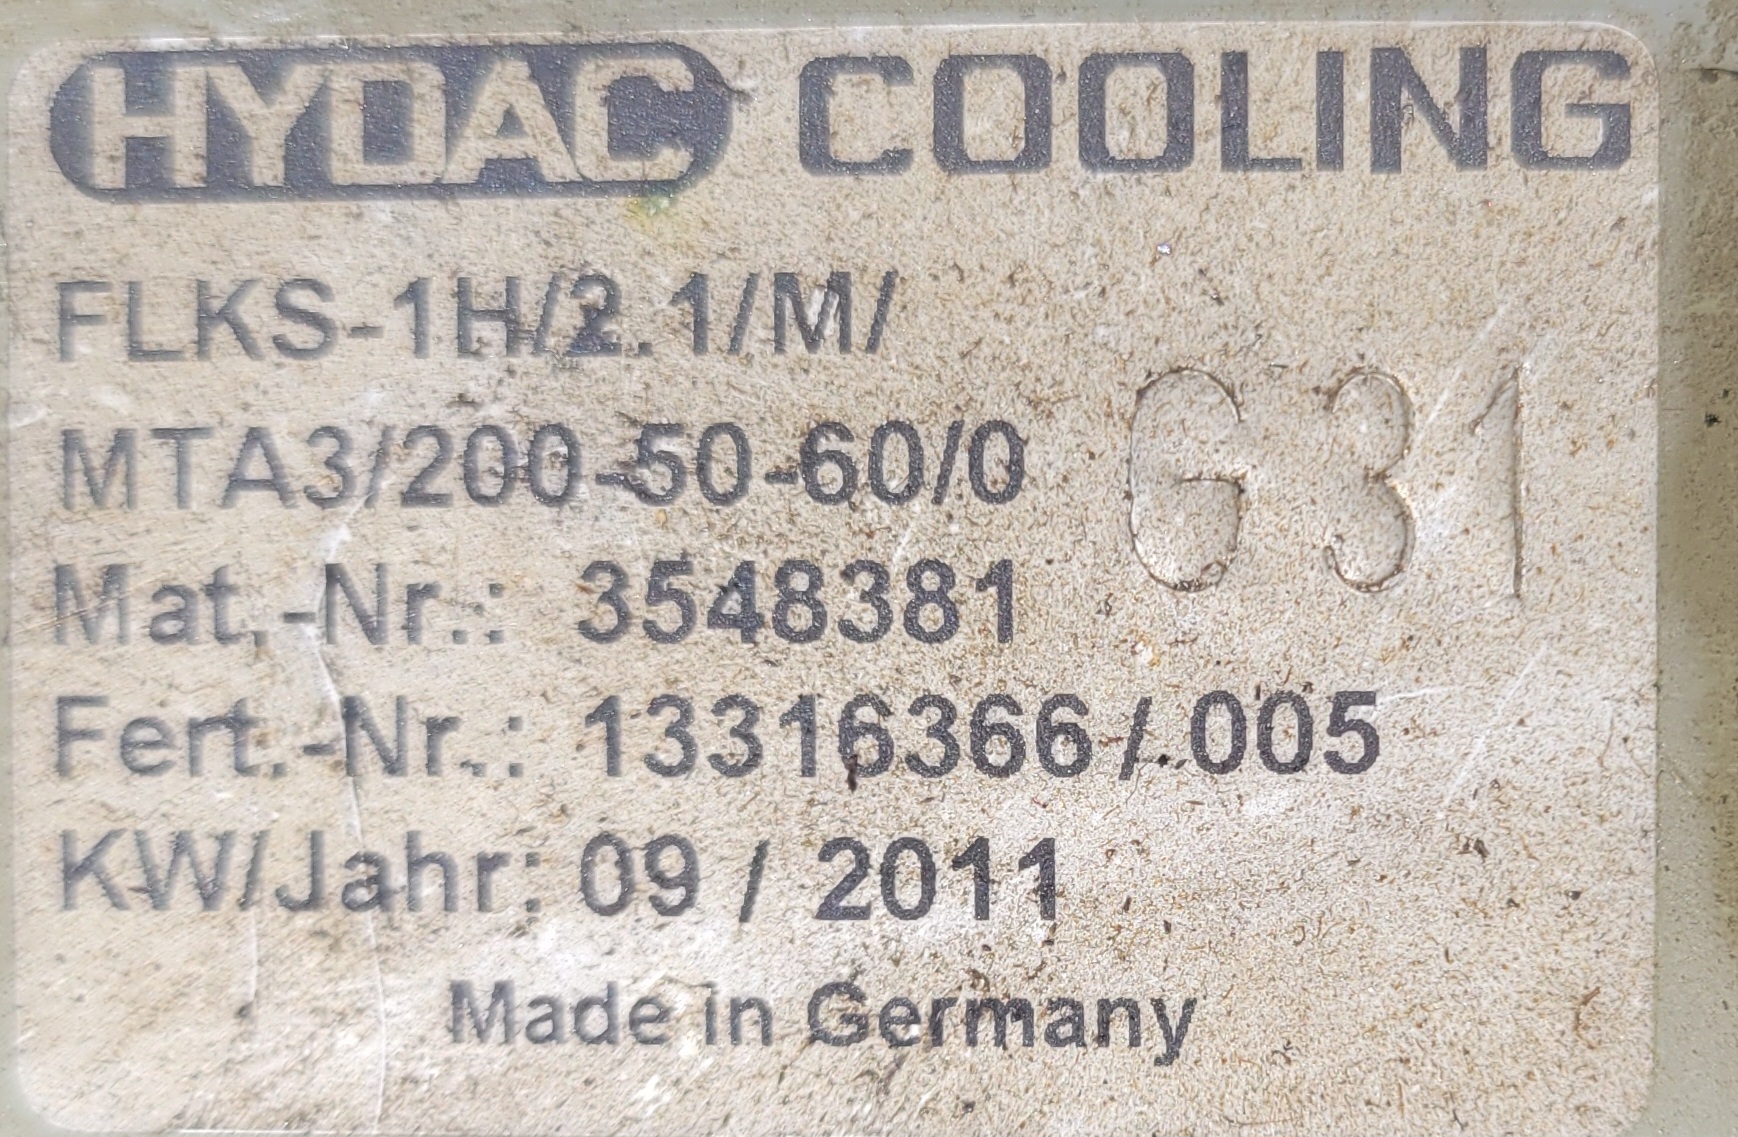 HYDAC COOLING
FLKS-1H/2.1/M/
MTA3/200-50-60/0
G31
Mat.-Nr.: 3548381
Fert.-Nr.: 13316366/.005
KW/Jahr: 09 / 2011
Made in Germany